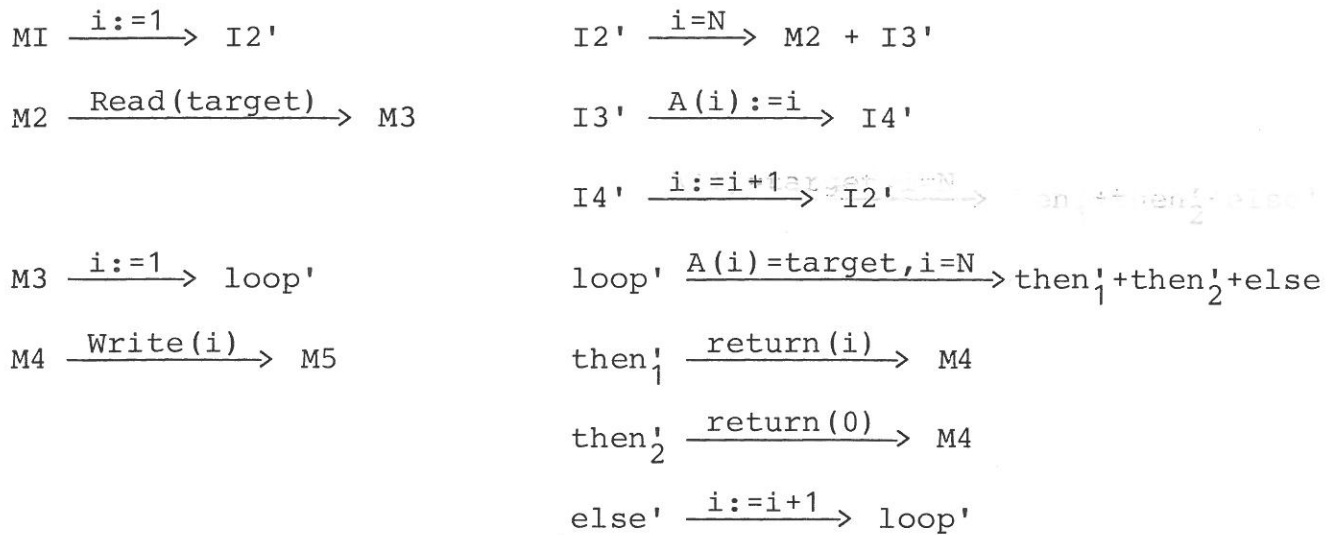 MI i:=1 I2' I2' i=N M2 + I3'
M2 Read(target) M3 I3' A(i):=i I4'
I4' i:=i+1 I2'
M3 i:=1 loop' loop' A(i)=target,i=N then'1+then'2+else
M4 Write(i) M5 then'1 return(i) M4
then'2 return(0) M4
else' i:=i+1 loop'